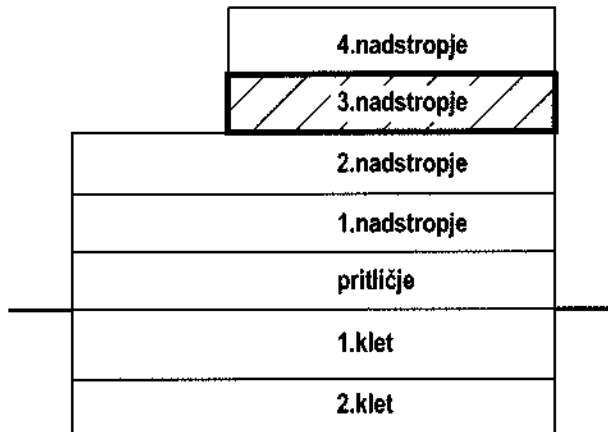 4.nadstropje
3.nadstropje
2.nadstropje
1.nadstropje
pritličje
1.klet
2.klet